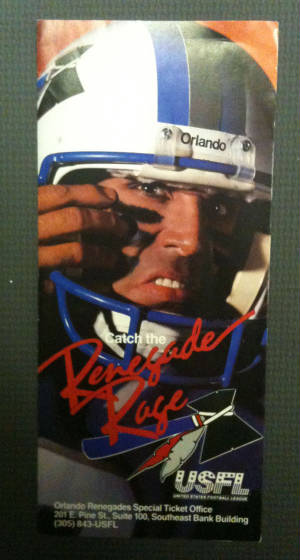 Orlando
Catch the
Renegade
Rage
USFL
UNITED STATES FOOTBALL LEAGUE
Orlando Renegades Special Ticket Office
201 E. Pine St., Suite 100, Southeast Bank Building
(305) 843-USFL